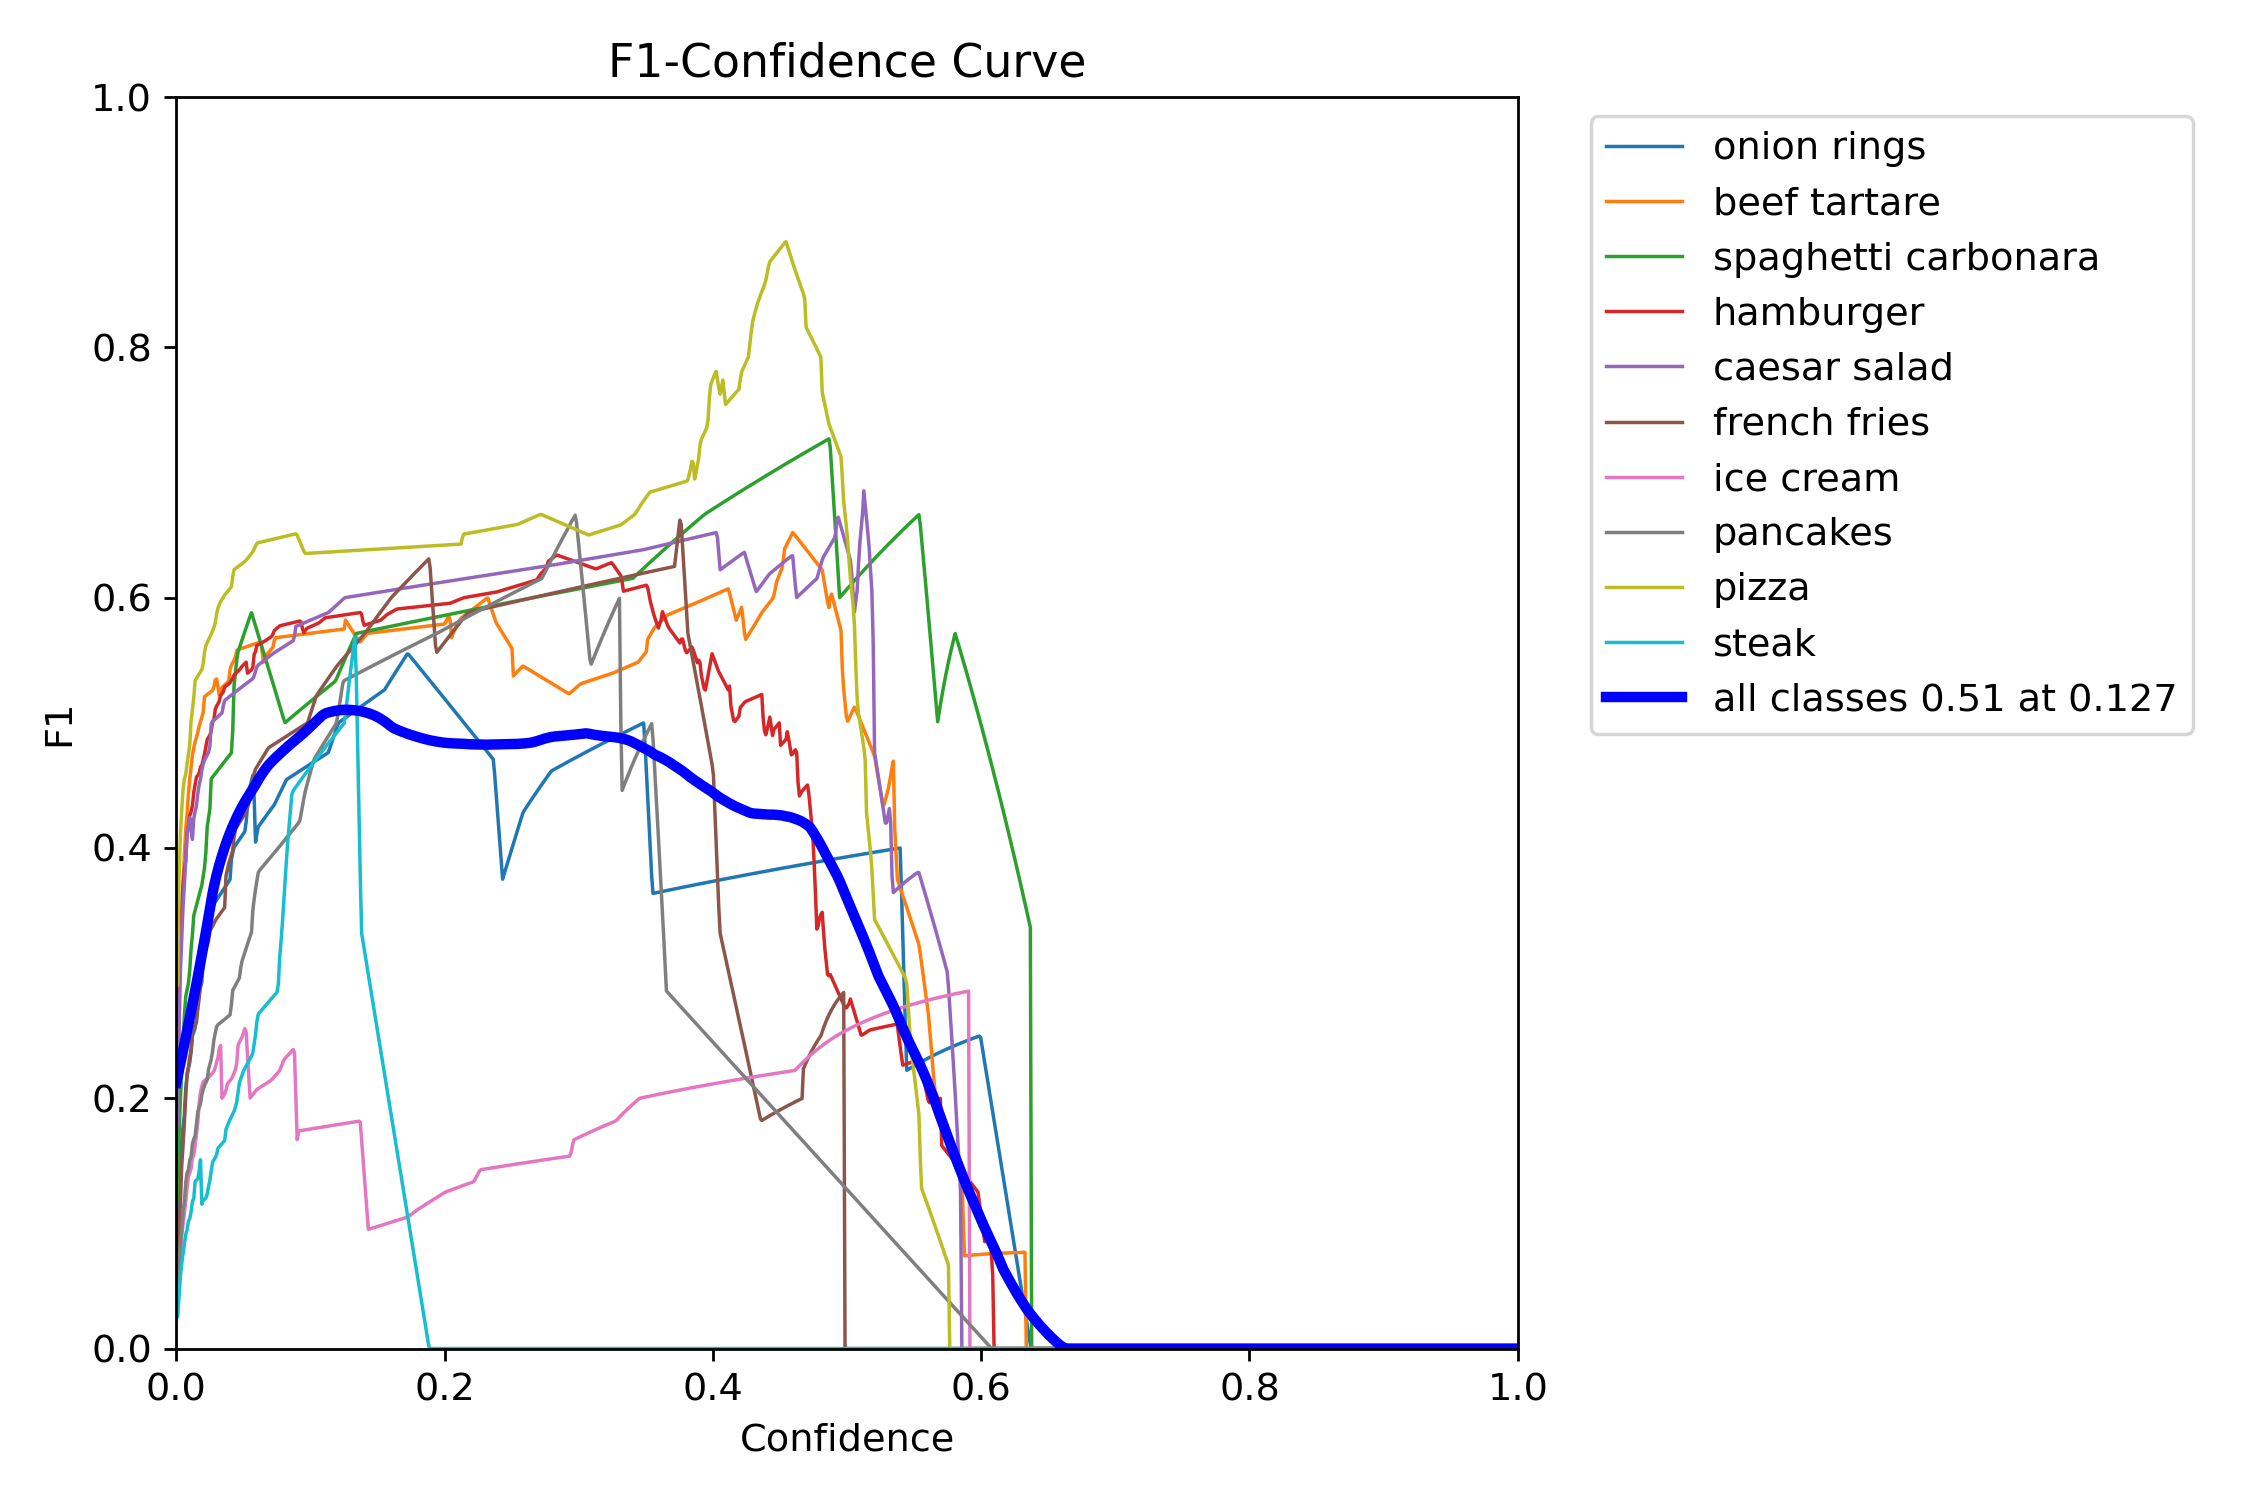 F1-Confidence Curve
1.0
0.8
0.6
0.4
0.2
0.0
F1
0.0 0.2 0.4 0.6 0.8 1.0
Confidence
onion rings
beef tartare
spaghetti carbonara
hamburger
caesar salad
french fries
ice cream
pancakes
pizza
steak
all classes 0.51 at 0.127